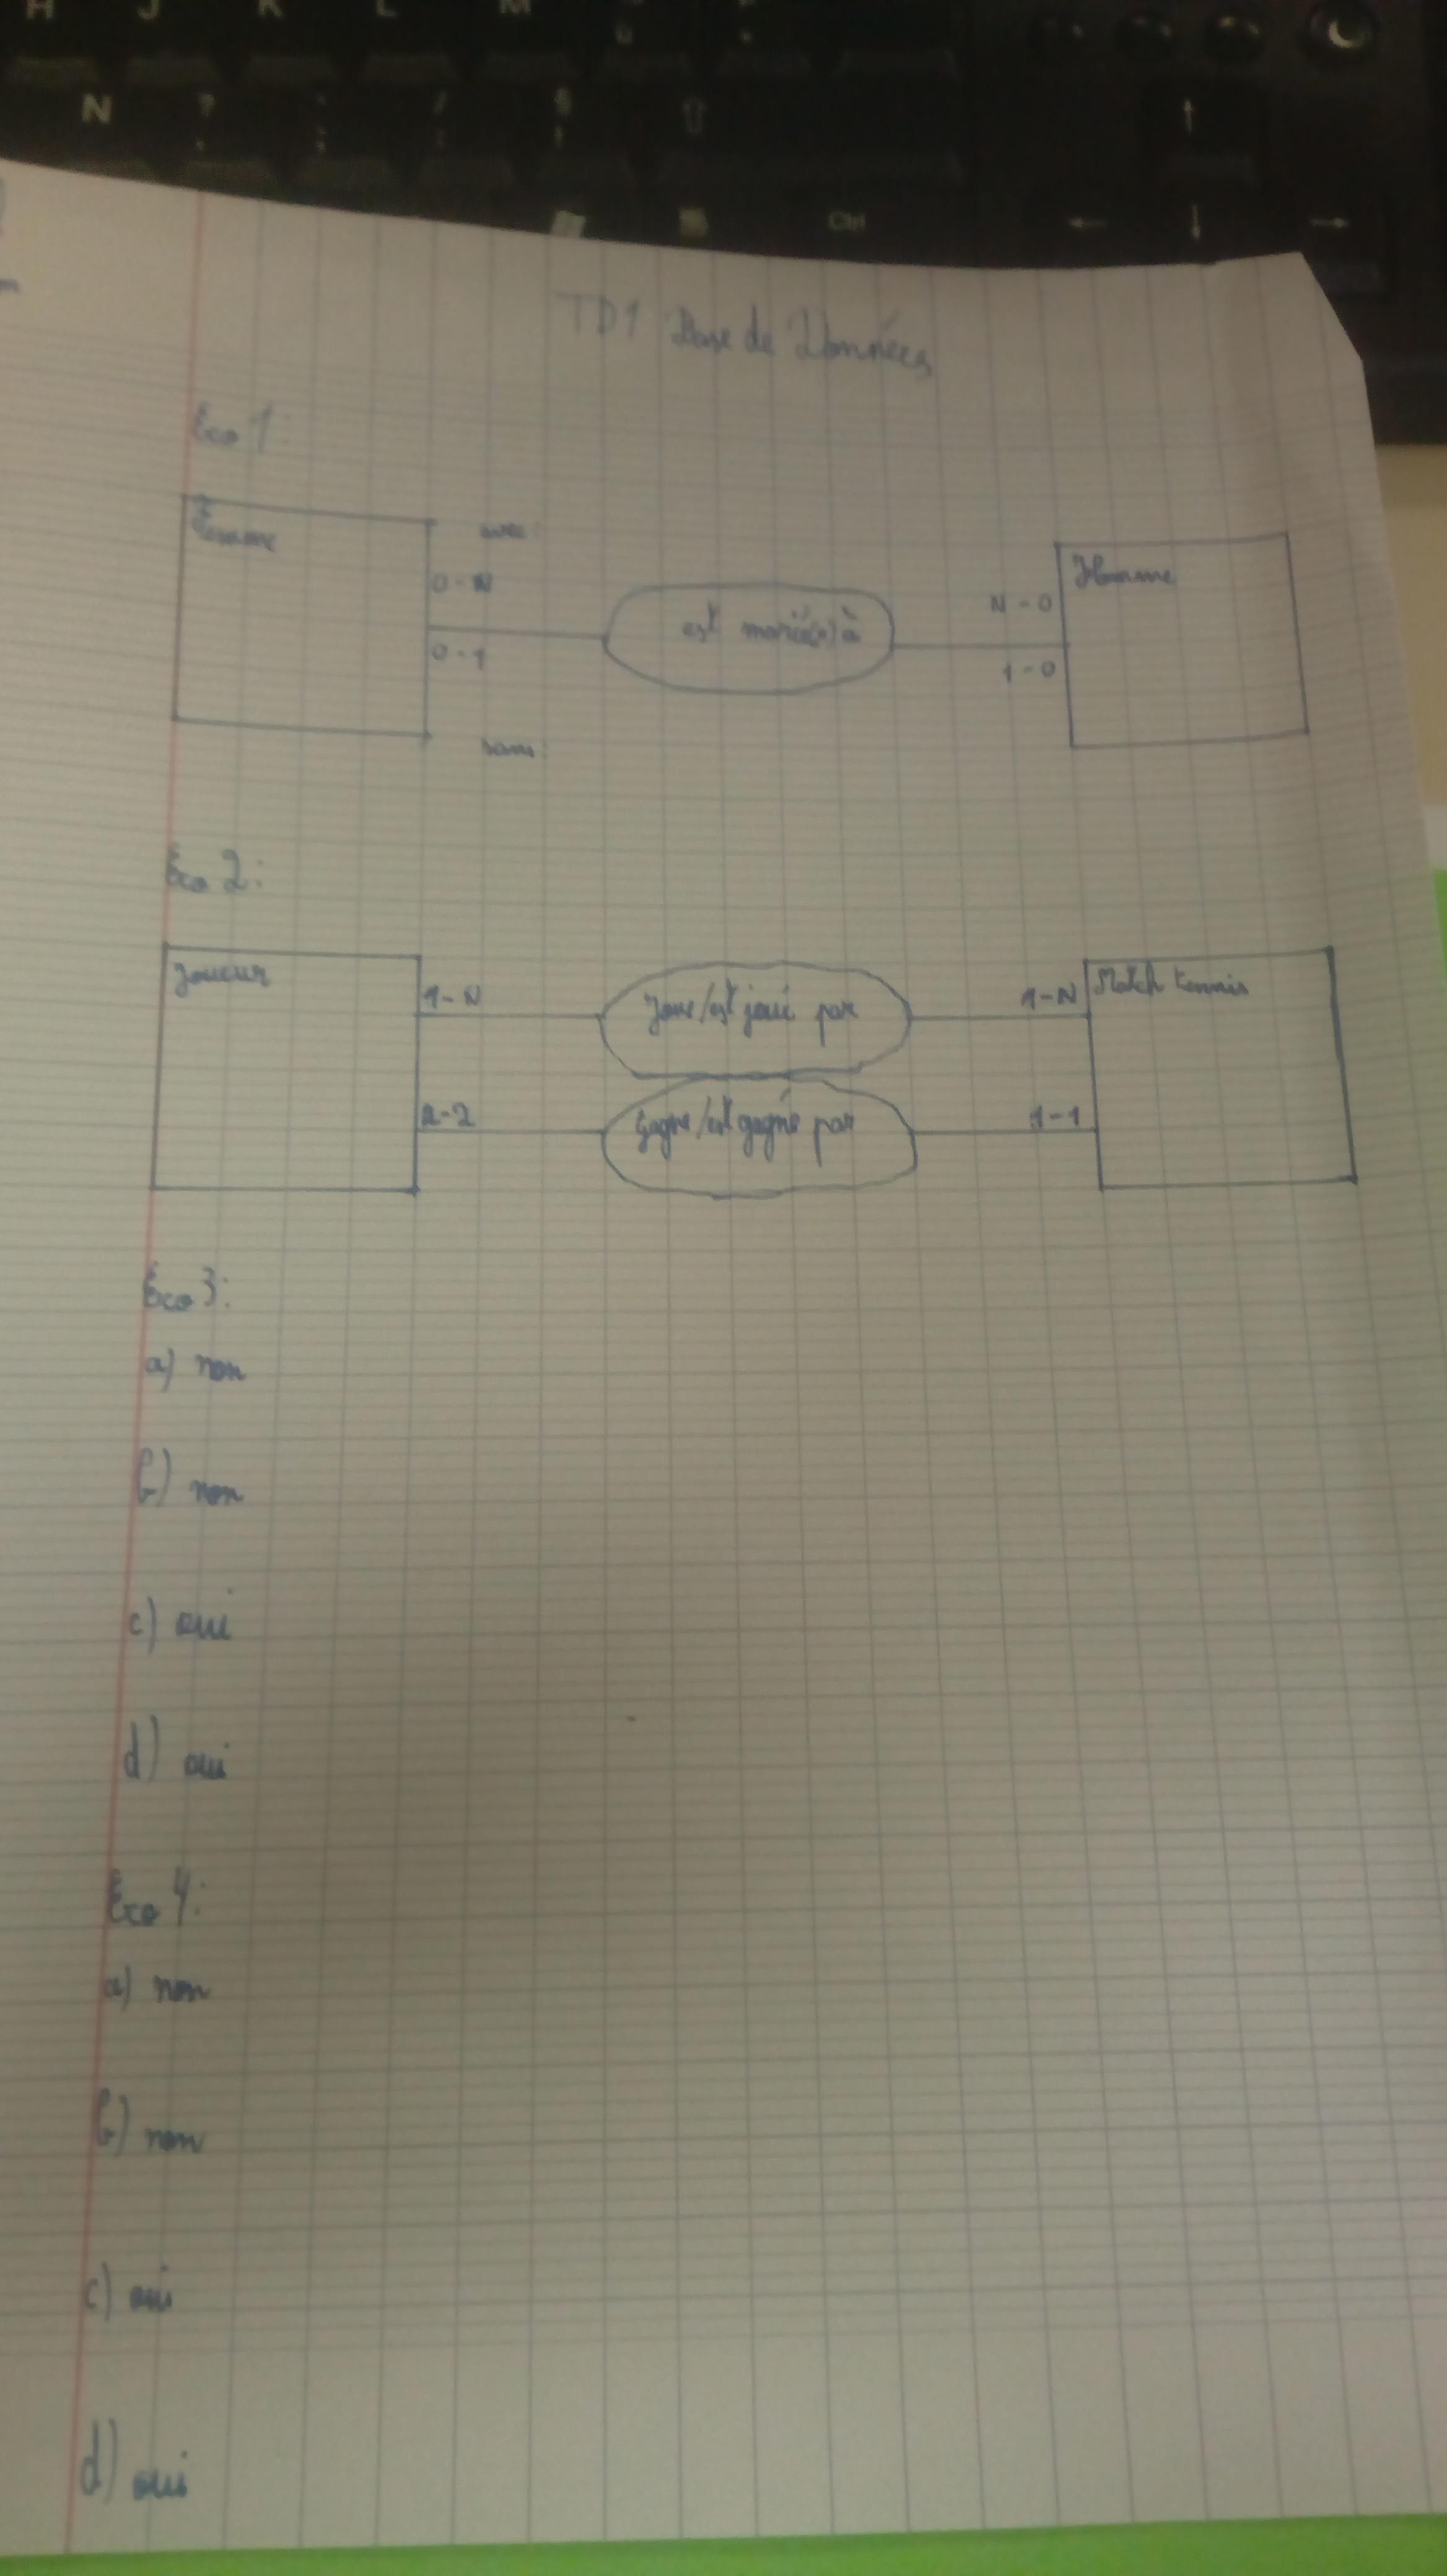 H J K L M
N ? . /
; : §
!
Ctrl
TD1 Base de Données
Exo 1:
Femme
avec:
Homme
0-N
N-0
est marié(e) à
0-1
1-0
sans:
Exo 2:
Joueur
1-N
Joue/est joué par
1-N
Match tennis
2-2
Gagne/est gagné par
1-1
Exo 3:
a) non
b) non
c) oui
d) oui
Exo 4:
a) non
b) non
c) oui
d) oui